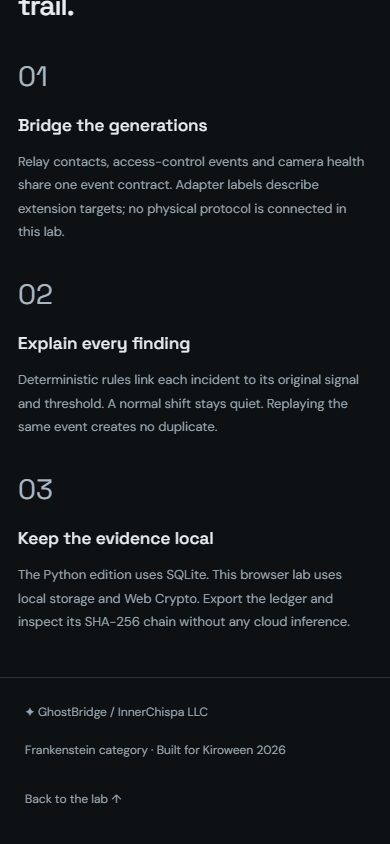 trail.
01
Bridge the generations
Relay contacts, access-control events and camera health
share one event contract. Adapter labels describe
extension targets; no physical protocol is connected in
this lab.
02
Explain every finding
Deterministic rules link each incident to its original signal
and threshold. A normal shift stays quiet. Replaying the
same event creates no duplicate.
03
Keep the evidence local
The Python edition uses SQLite. This browser lab uses
local storage and Web Crypto. Export the ledger and
inspect its SHA-256 chain without any cloud inference.
✦ GhostBridge / InnerChispa LLC
Frankenstein category · Built for Kiroween 2026
Back to the lab ↑